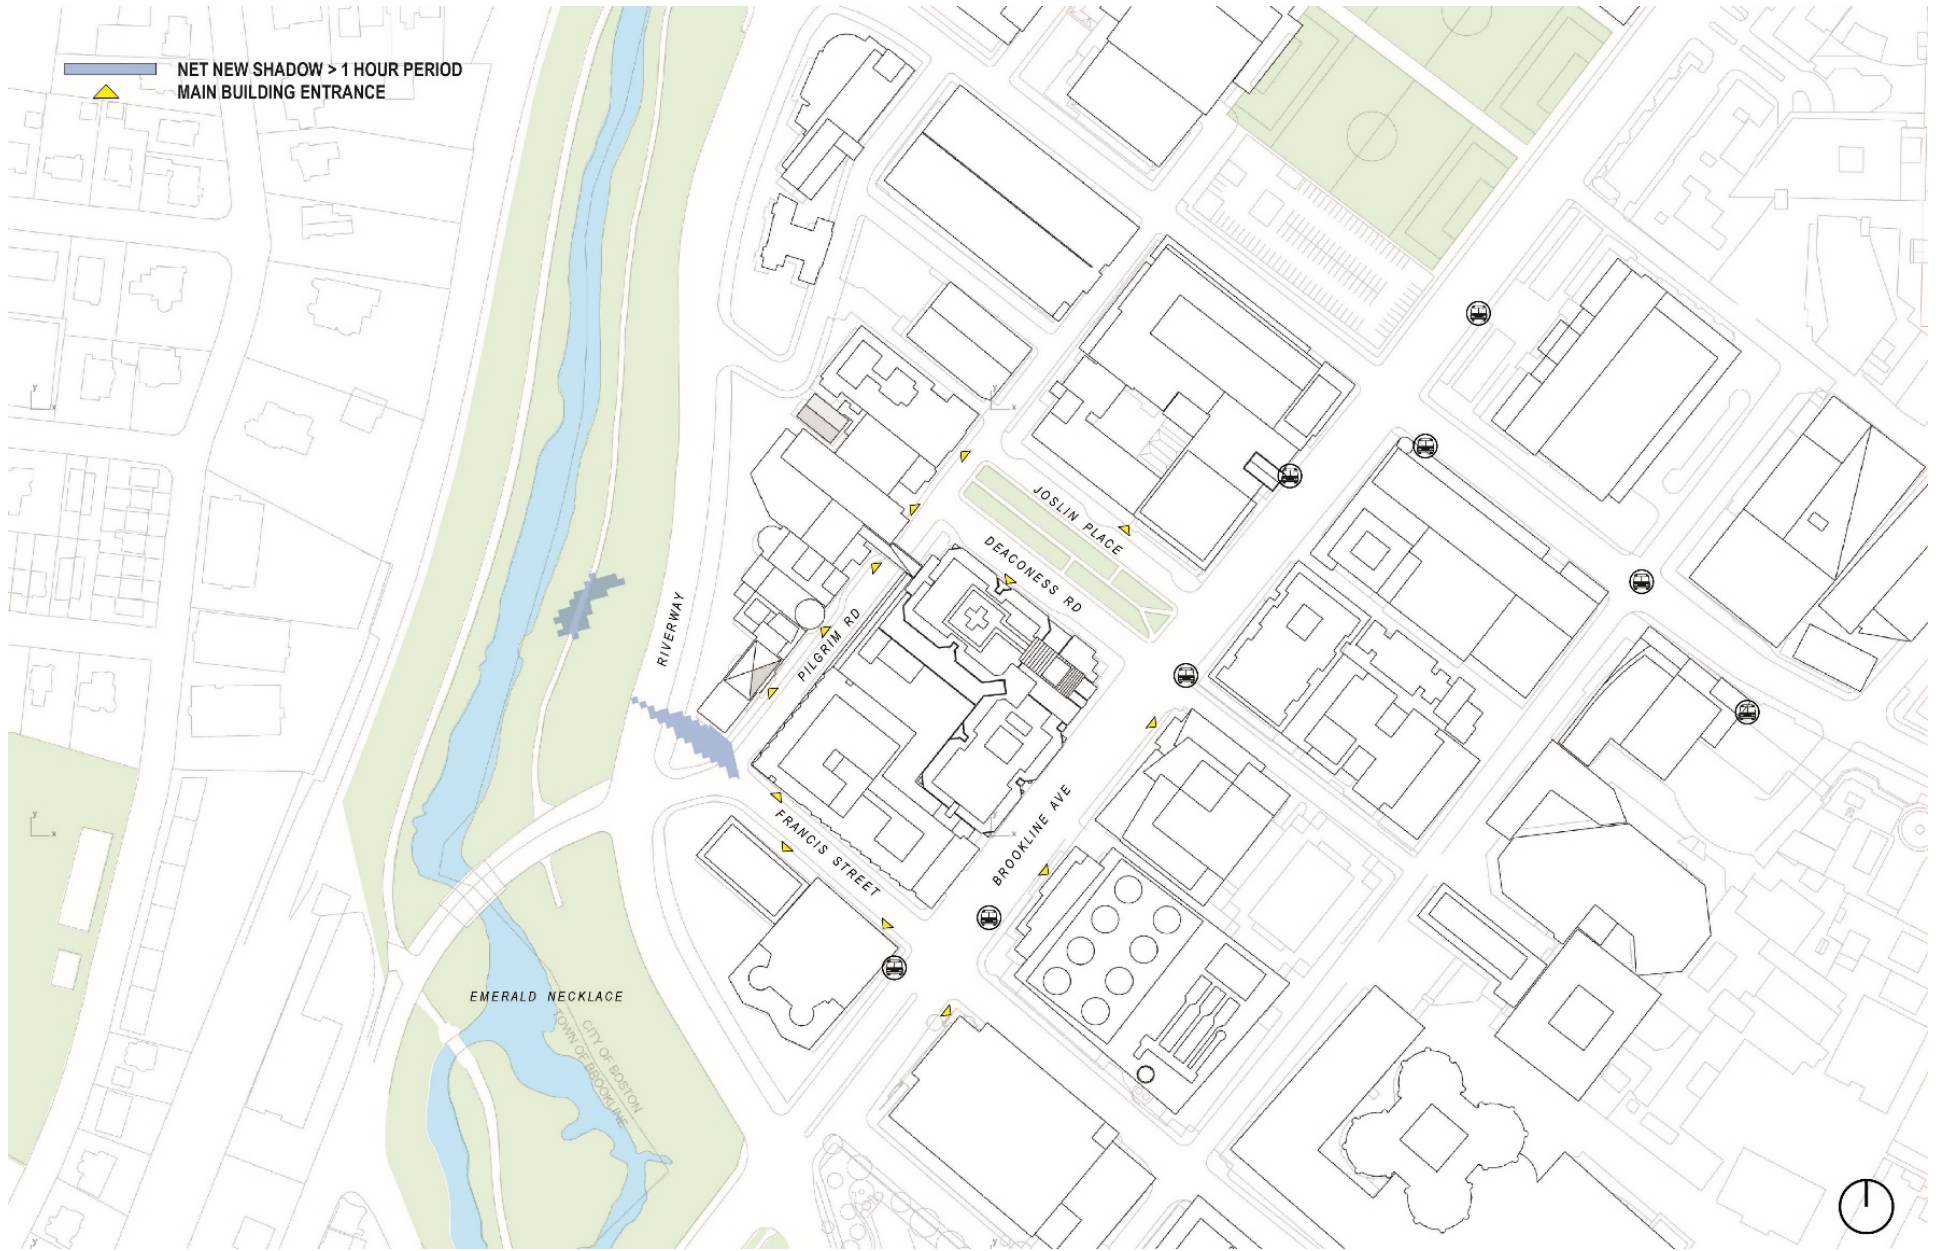 NET NEW SHADOW > 1 HOUR PERIOD
MAIN BUILDING ENTRANCE
JOSLIN PLACE
DEACONESS RD
RIVERWAY
PILGRIM RD
BROOKLINE AVE
FRANCIS STREET
EMERALD NECKLACE
CITY OF BOSTON
TOWN OF BROOKLINE
y
x
y
x
y
x
x
y
y